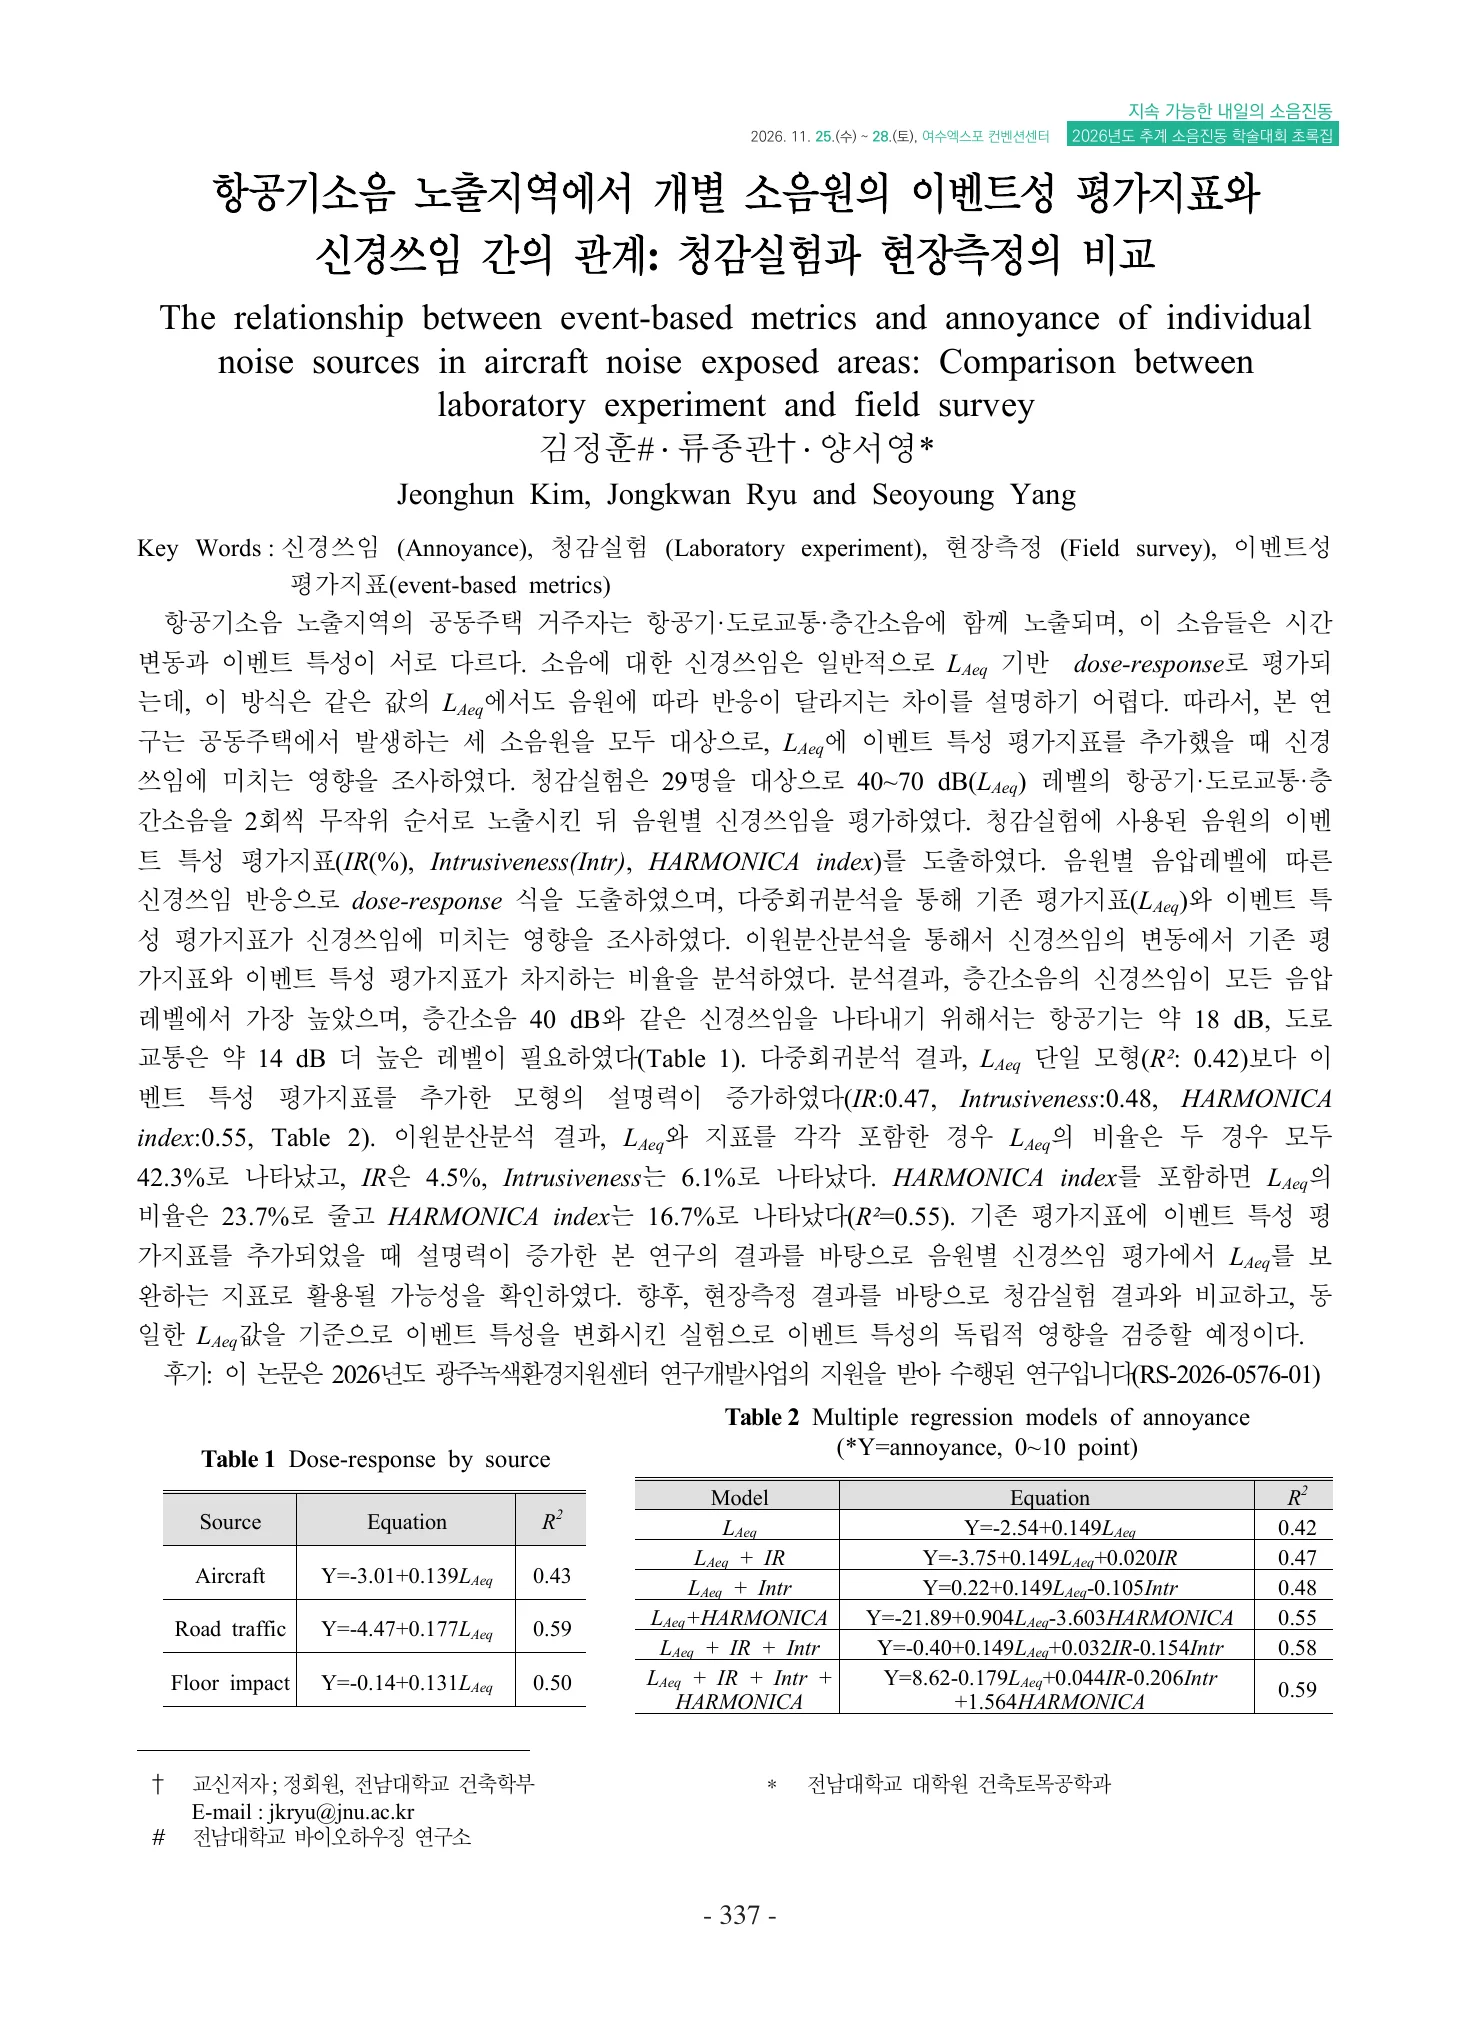 지속 가능한 내일의 소음진동
2026. 11. 25.(수) ~ 28.(토), 여수엑스포 컨벤션센터 2026년도 추계 소음진동 학술대회 초록집
항공기소음 노출지역에서 개별 소음원의 이벤트성 평가지표와
신경쓰임 간의 관계: 청감실험과 현장측정의 비교
The relationship between event-based metrics and annoyance of individual
noise sources in aircraft noise exposed areas: Comparison between
laboratory experiment and field survey
김정훈#·류종관†·양서영*
Jeonghun Kim, Jongkwan Ryu and Seoyoung Yang
Key Words : 신경쓰임 (Annoyance), 청감실험 (Laboratory experiment), 현장측정 (Field survey), 이벤트성
평가지표(event-based metrics)
항공기소음 노출지역의 공동주택 거주자는 항공기·도로교통·층간소음에 함께 노출되며, 이 소음들은 시간
변동과 이벤트 특성이 서로 다르다. 소음에 대한 신경쓰임은 일반적으로 LAeq 기반 dose-response로 평가되
는데, 이 방식은 같은 값의 LAeq에서도 음원에 따라 반응이 달라지는 차이를 설명하기 어렵다. 따라서, 본 연
구는 공동주택에서 발생하는 세 소음원을 모두 대상으로, LAeq에 이벤트 특성 평가지표를 추가했을 때 신경
쓰임에 미치는 영향을 조사하였다. 청감실험은 29명을 대상으로 40~70 dB(LAeq) 레벨의 항공기·도로교통·층
간소음을 2회씩 무작위 순서로 노출시킨 뒤 음원별 신경쓰임을 평가하였다. 청감실험에 사용된 음원의 이벤
트 특성 평가지표(IR(%), Intrusiveness(Intr), HARMONICA index)를 도출하였다. 음원별 음압레벨에 따른
신경쓰임 반응으로 dose-response 식을 도출하였으며, 다중회귀분석을 통해 기존 평가지표(LAeq)와 이벤트 특
성 평가지표가 신경쓰임에 미치는 영향을 조사하였다. 이원분산분석을 통해서 신경쓰임의 변동에서 기존 평
가지표와 이벤트 특성 평가지표가 차지하는 비율을 분석하였다. 분석결과, 층간소음의 신경쓰임이 모든 음압
레벨에서 가장 높았으며, 층간소음 40 dB와 같은 신경쓰임을 나타내기 위해서는 항공기는 약 18 dB, 도로
교통은 약 14 dB 더 높은 레벨이 필요하였다(Table 1). 다중회귀분석 결과, LAeq 단일 모형(R²: 0.42)보다 이
벤트 특성 평가지표를 추가한 모형의 설명력이 증가하였다(IR:0.47, Intrusiveness:0.48, HARMONICA
index:0.55, Table 2). 이원분산분석 결과, LAeq와 지표를 각각 포함한 경우 LAeq의 비율은 두 경우 모두
42.3%로 나타났고, IR은 4.5%, Intrusiveness는 6.1%로 나타났다. HARMONICA index를 포함하면 LAeq의
비율은 23.7%로 줄고 HARMONICA index는 16.7%로 나타났다(R²=0.55). 기존 평가지표에 이벤트 특성 평
가지표를 추가되었을 때 설명력이 증가한 본 연구의 결과를 바탕으로 음원별 신경쓰임 평가에서 LAeq를 보
완하는 지표로 활용될 가능성을 확인하였다. 향후, 현장측정 결과를 바탕으로 청감실험 결과와 비교하고, 동
일한 LAeq값을 기준으로 이벤트 특성을 변화시킨 실험으로 이벤트 특성의 독립적 영향을 검증할 예정이다.
후기: 이 논문은 2026년도 광주녹색환경지원센터 연구개발사업의 지원을 받아 수행된 연구입니다(RS-2026-0576-01)
Table 1 Dose-response by source
Source Equation R²
Aircraft Y=-3.01+0.139LAeq 0.43
Road traffic Y=-4.47+0.177LAeq 0.59
Floor impact Y=-0.14+0.131LAeq 0.50
Table 2 Multiple regression models of annoyance
(*Y=annoyance, 0~10 point)
Model Equation R²
LAeq Y=-2.54+0.149LAeq 0.42
LAeq + IR Y=-3.75+0.149LAeq+0.020IR 0.47
LAeq + Intr Y=0.22+0.149LAeq-0.105Intr 0.48
LAeq+HARMONICA Y=-21.89+0.904LAeq-3.603HARMONICA 0.55
LAeq + IR + Intr Y=-0.40+0.149LAeq+0.032IR-0.154Intr 0.58
LAeq + IR + Intr + Y=8.62-0.179LAeq+0.044IR-0.206Intr 0.59
HARMONICA +1.564HARMONICA
† 교신저자; 정회원, 전남대학교 건축학부
E-mail : jkryu@jnu.ac.kr
# 전남대학교 바이오하우징 연구소
* 전남대학교 대학원 건축토목공학과
- 337 -